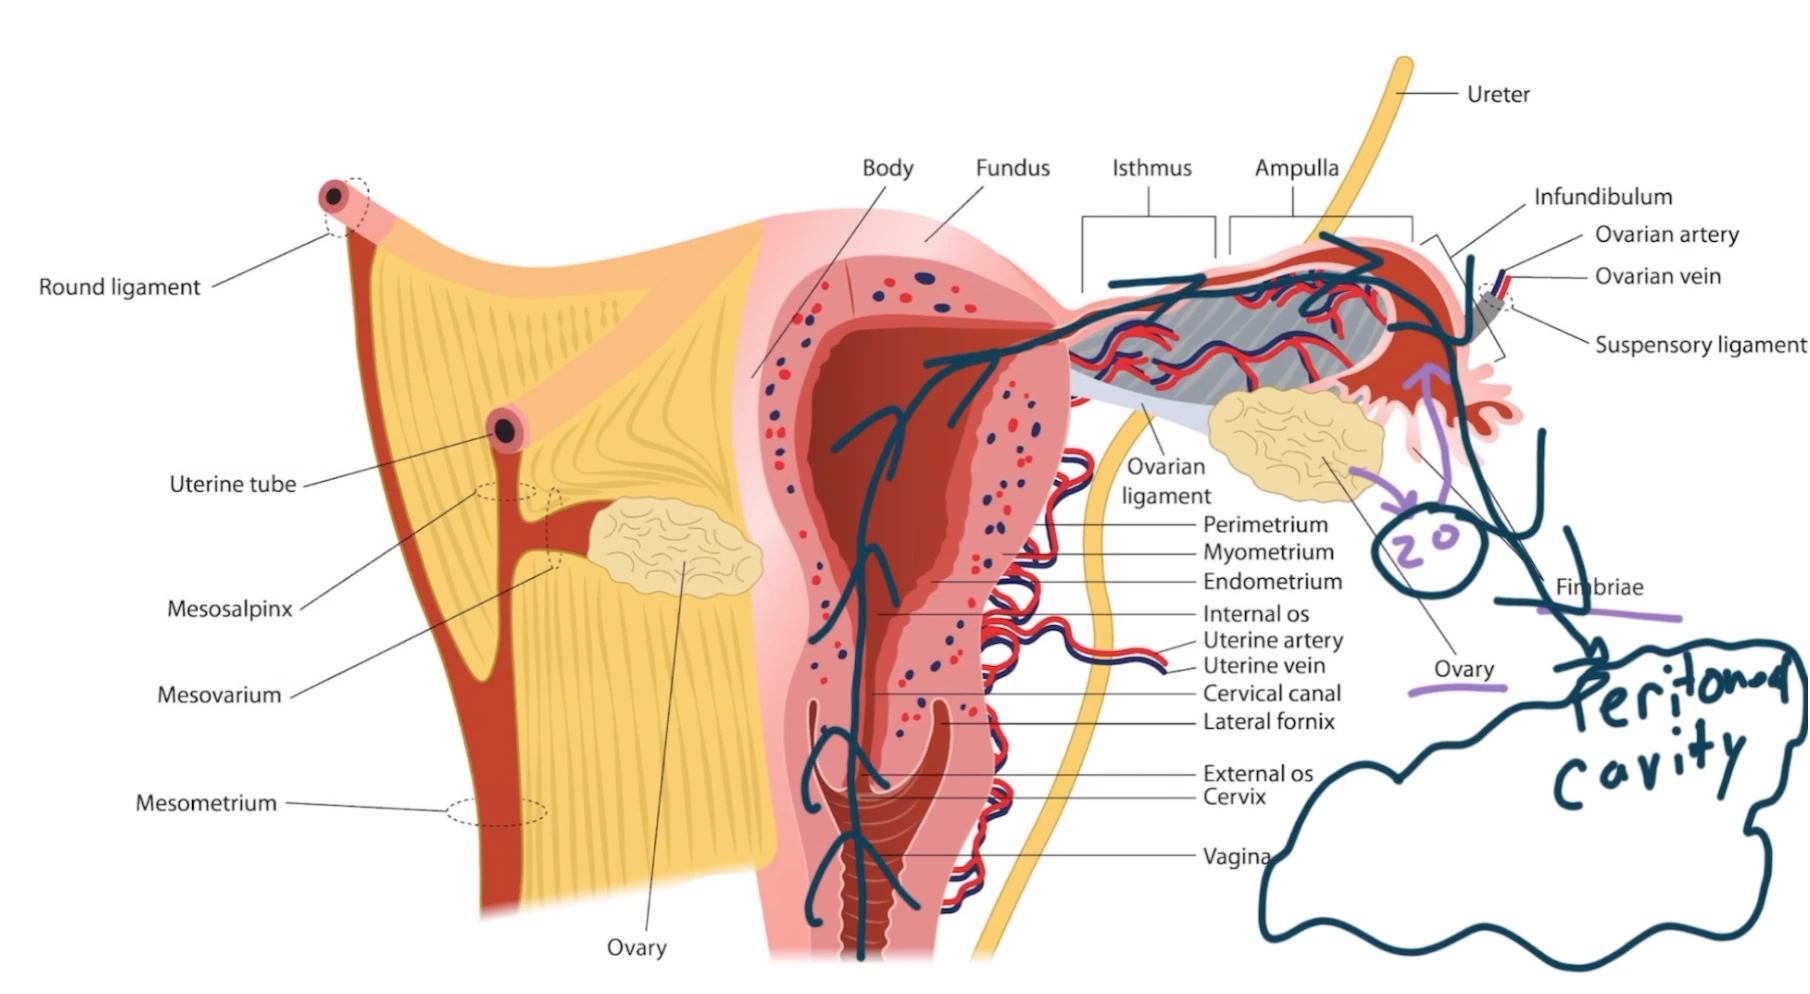 Ureter
Body
Fundus
Isthmus
Ampulla
Infundibulum
Ovarian artery
Ovarian vein
Suspensory ligament
Round ligament
Uterine tube
Mesosalpinx
Mesovarium
Mesometrium
Ovary
Ovarian
ligament
Perimetrium
Myometrium
Endometrium
Internal os
Uterine artery
Uterine vein
Cervical canal
Lateral fornix
External os
Cervix
Vagina
2°
Fimbriae
Ovary
Peritoneal
cavity